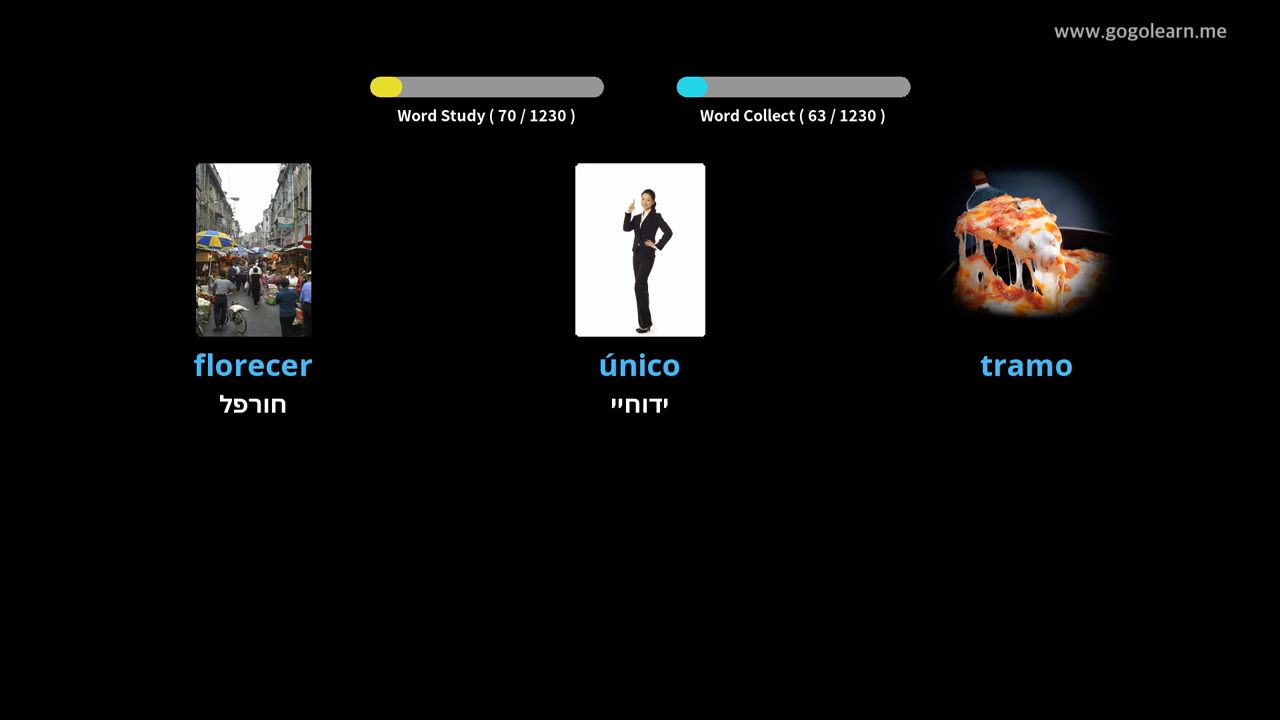 www.gogolearn.me
Word Study ( 70 / 1230 )
Word Collect ( 63 / 1230 )
florecer
único
tramo
חורפל
ידוחיי